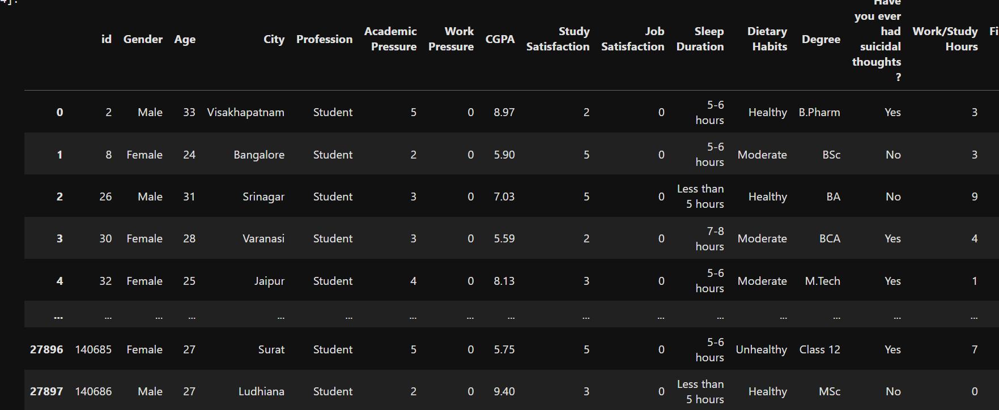 4]:
id Gender Age City Profession Academic Pressure Work Pressure CGPA Study Satisfaction Job Satisfaction Sleep Duration Dietary Habits Degree Have you ever had suicidal thoughts ? Work/Study Hours Fi
0 2 Male 33 Visakhapatnam Student 5 0 8.97 2 0 5-6 hours Healthy B.Pharm Yes 3
1 8 Female 24 Bangalore Student 2 0 5.90 5 0 5-6 hours Moderate BSc No 3
2 26 Male 31 Srinagar Student 3 0 7.03 5 0 Less than 5 hours Healthy BA No 9
3 30 Female 28 Varanasi Student 3 0 5.59 2 0 7-8 hours Moderate BCA Yes 4
4 32 Female 25 Jaipur Student 4 0 8.13 3 0 5-6 hours Moderate M.Tech Yes 1
... ... ... ... ... ... ... ... ... ... ... ... ... ... ... ...
27896 140685 Female 27 Surat Student 5 0 5.75 5 0 5-6 hours Unhealthy Class 12 Yes 7
27897 140686 Male 27 Ludhiana Student 2 0 9.40 3 0 Less than 5 hours Healthy MSc No 0